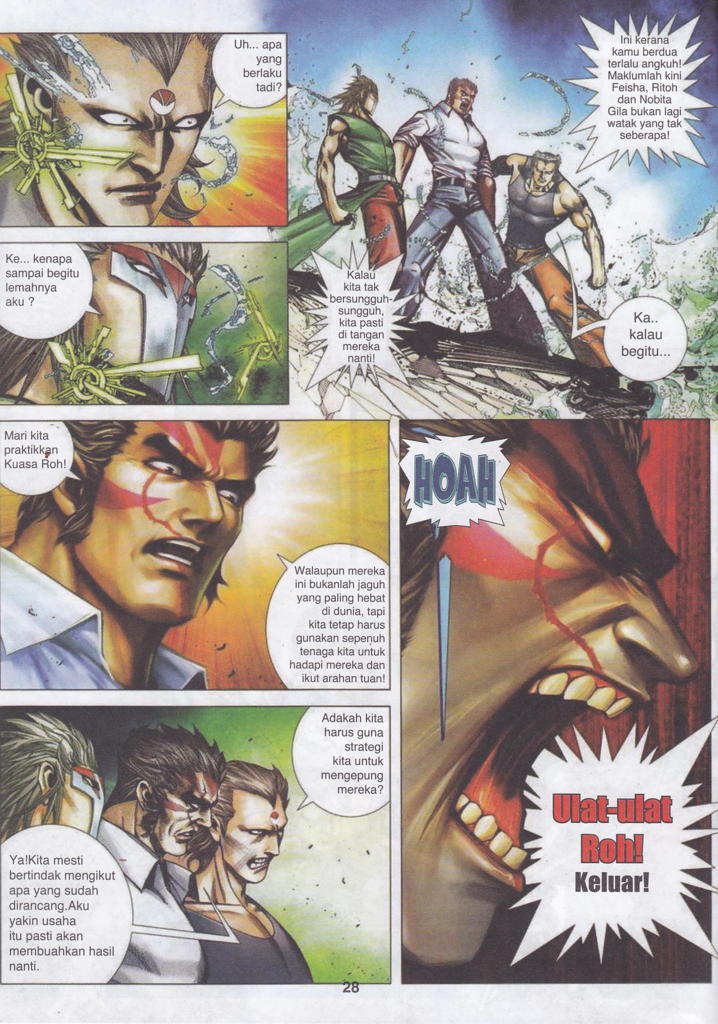 Uh... apa
yang
berlaku
tadi?
Ini kerana
kamu berdua
terlalu angkuh!
Maklumlah kini
Feisha, Ritoh
dan Nobita
Gila bukan lagi
watak yang tak
seberapa!
Ke... kenapa
sampai begitu
lemahnya
aku ?
Kalau
kita tak
bersungguh-
sungguh,
kita pasti
di tangan
mereka
nanti!
Ka..
kalau
begitu...
Mari kita
praktikkan
Kuasa Roh!
Walaupun mereka
ini bukanlah jaguh
yang paling hebat
di dunia, tapi
kita tetap harus
gunakan sepenuh
tenaga kita untuk
hadapi mereka dan
ikut arahan tuan!
HOAH
Adakah kita
harus guna
strategi
kita untuk
mengepung
mereka?
Ya!Kita mesti
bertindak mengikut
apa yang sudah
dirancang.Aku
yakin usaha
itu pasti akan
membuahkan hasil
nanti.
Ulat-ulat
Roh!
Keluar!
28